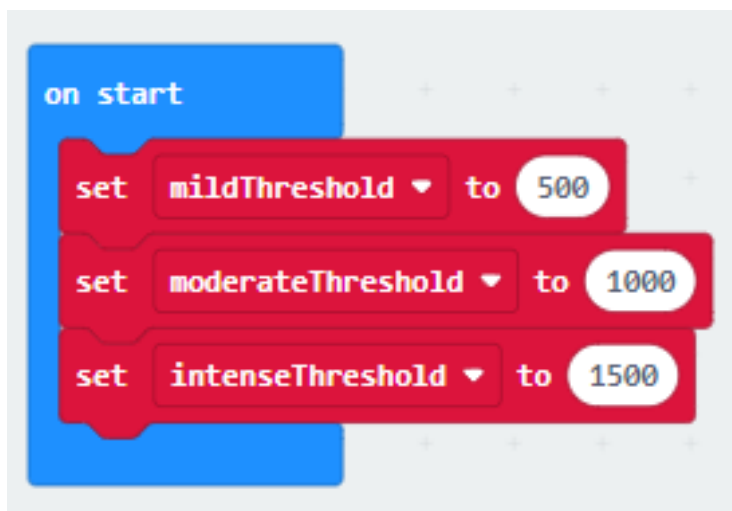 on start
set mildThreshold to 500
set moderateThreshold to 1000
set intenseThreshold to 1500